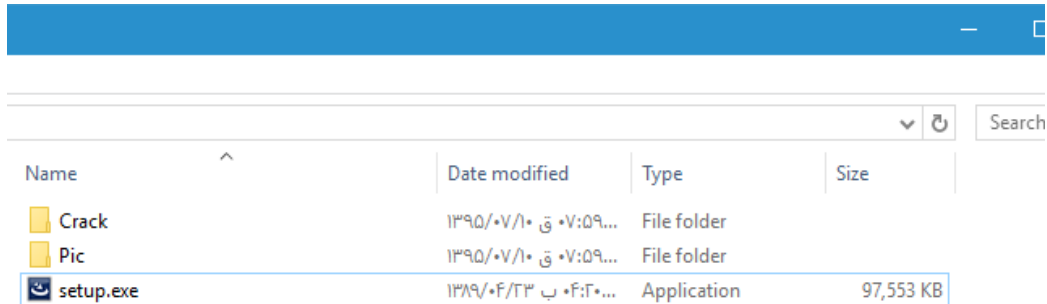 Search
Name Date modified Type Size
Crack ۱۳۹۵/۰۷/۱۰ ق ۰۷:۵۹... File folder
Pic ۱۳۹۵/۰۷/۱۰ ق ۰۷:۵۹... File folder
setup.exe ۱۳۸۹/۰۴/۲۳ ب ۰۴:۲۰... Application 97,553 KB